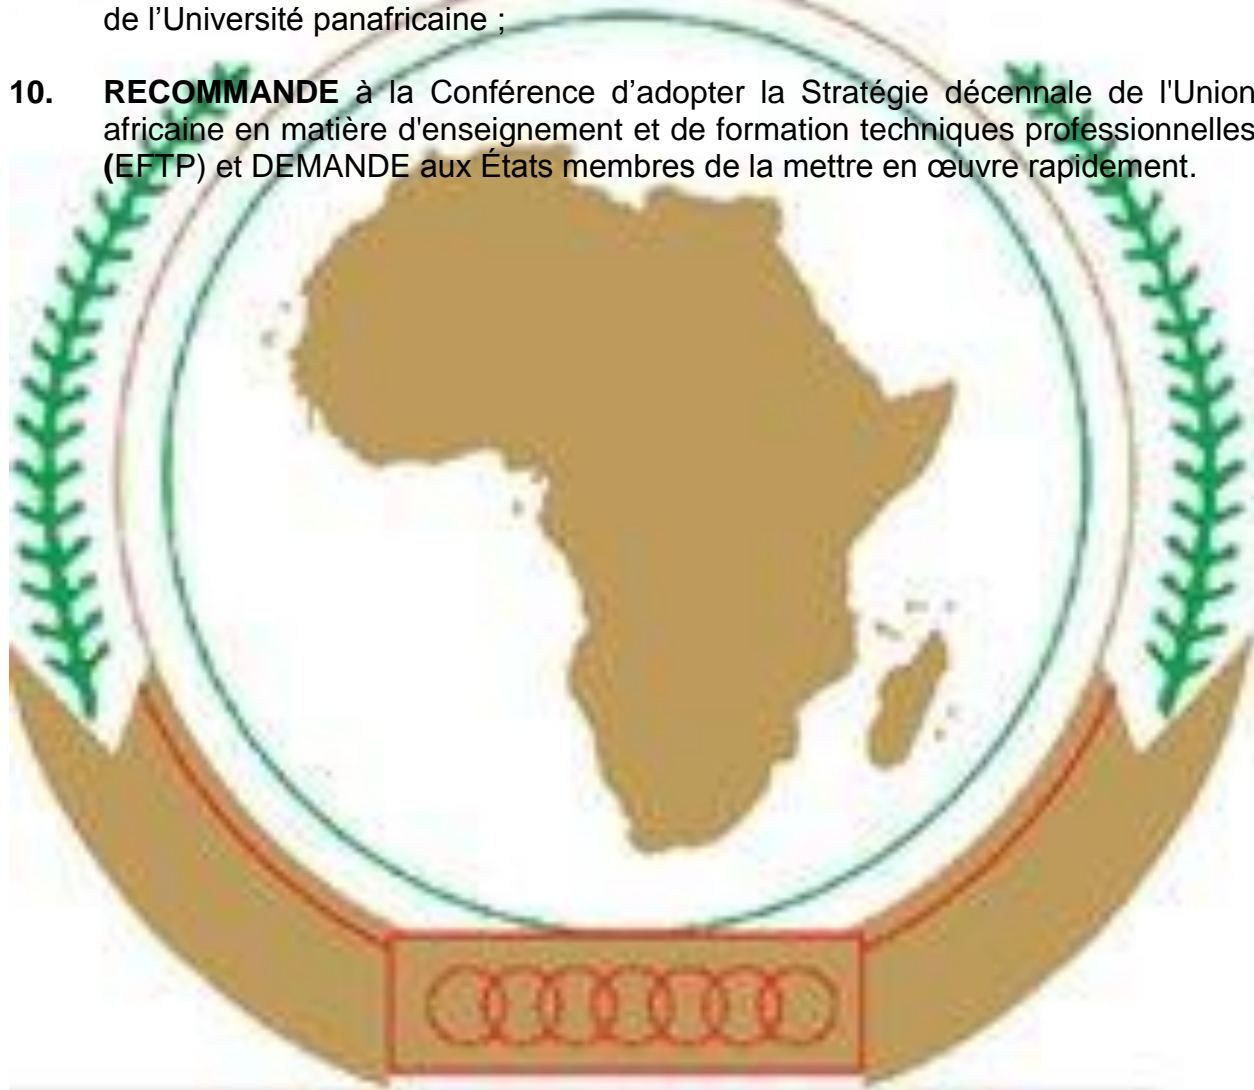 de l’Université panafricaine ;
10. RECOMMANDE à la Conférence d’adopter la Stratégie décennale de l'Union
africaine en matière d'enseignement et de formation techniques professionnelles
(EFTP) et DEMANDE aux États membres de la mettre en œuvre rapidement.